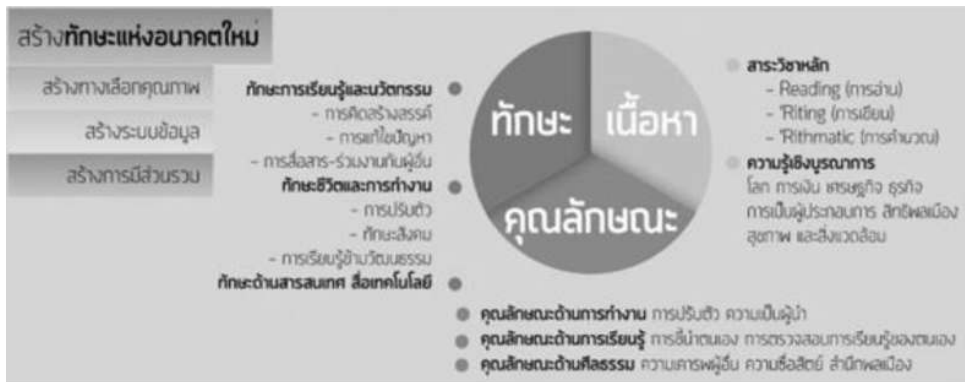 สร้างทักษะแห่งอนาคตใหม่
สร้างทางเลือกคุณภาพ
สร้างระบบข้อมูล
สร้างการมีส่วนรวม
ทักษะการเรียนรู้และนวัตกรรม
- การคิดสร้างสรรค์
- การแก้ไขปัญหา
- การสื่อสาร-ร่วมงานกับผู้อื่น
ทักษะชีวิตและการทำงาน
- การปรับตัว
- ทักษะสังคม
- การเรียนรู้ข้ามวัฒนธรรม
ทักษะด้านสารสนเทศ สื่อเทคโนโลยี
ทักษะ
เนื้อหา
คุณลักษณะ
สาระวิชาหลัก
- Reading (การอ่าน)
- 'Riting (การเขียน)
- 'Rithmatic (การคำนวณ)
ความรู้เชิงบูรณาการ
โลก การเงิน เศรษฐกิจ ธุรกิจ
การเป็นผู้ประกอบการ สิทธิพลเมือง
สุขภาพ และสิ่งแวดล้อม
คุณลักษณะด้านการทำงาน การปรับตัว ความเป็นผู้นำ
คุณลักษณะด้านการเรียนรู้ การชี้นำตนเอง การตรวจสอบการเรียนรู้ของตนเอง
คุณลักษณะด้านศีลธรรม ความเคารพผู้อื่น ความซื่อสัตย์ สำนึกพลเมือง